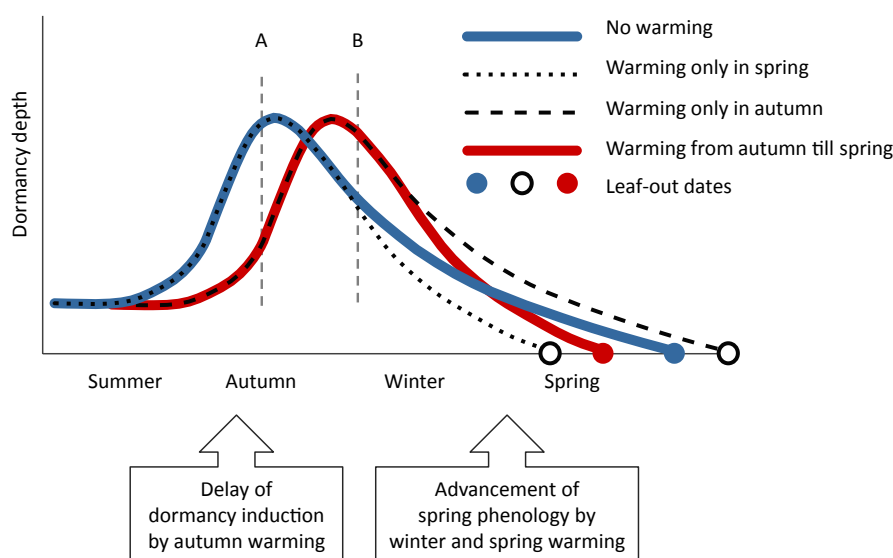 A
B
No warming
Warming only in spring
Warming only in autumn
Warming from autumn till spring
Leaf-out dates
Dormancy depth
Summer
Autumn
Winter
Spring
Delay of
dormancy induction
by autumn warming
Advancement of
spring phenology by
winter and spring warming